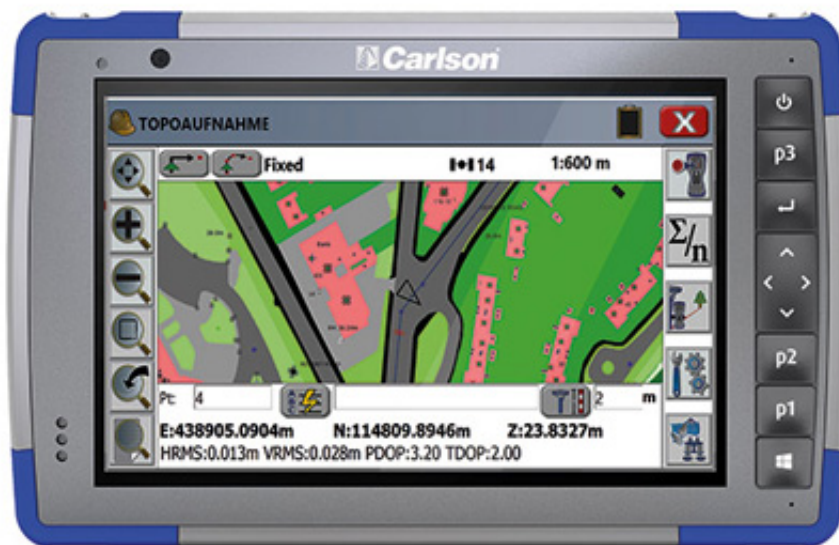 Carlson
TOPOAUFNAHME
Fixed 14 1:600 m
p3
Σ/n
Pt: 4 2 m
p2
E:438905.0904m N:114809.8946m Z:23.8327m
p1
HRMS:0.013m VRMS:0.028m PDOP:3.20 TDOP:2.00